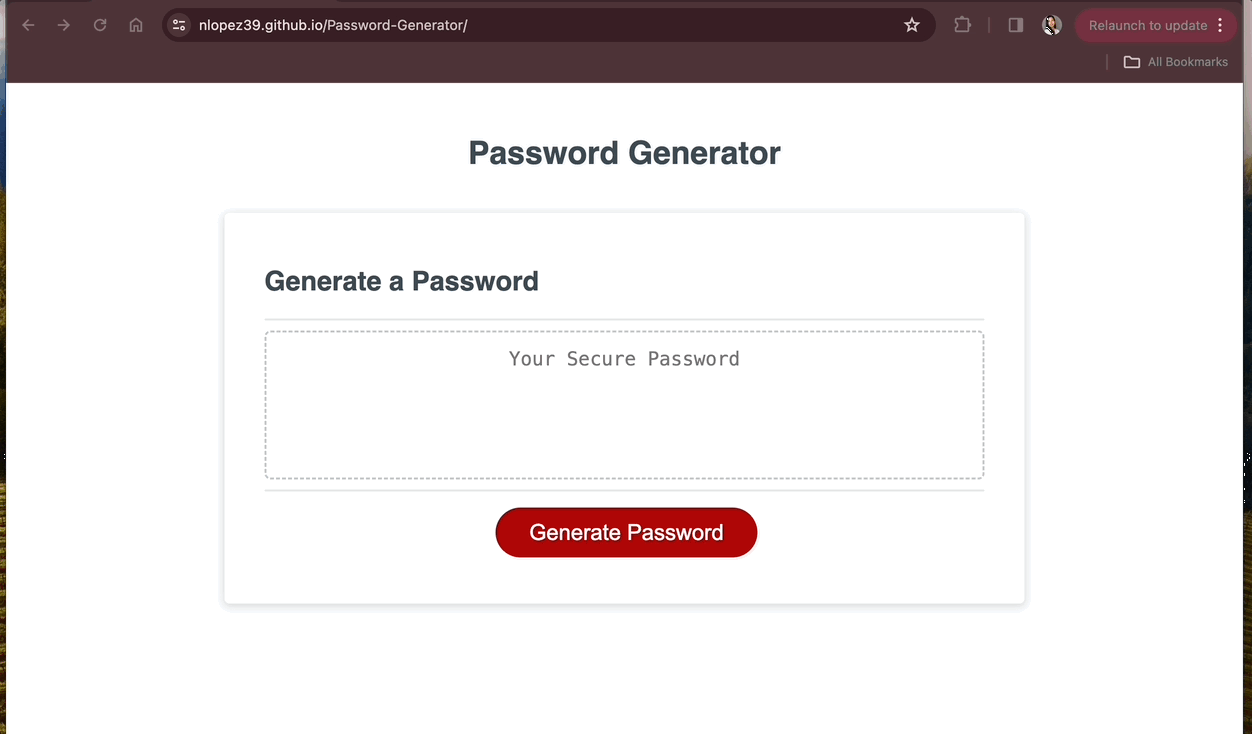 nlopez39.github.io/Password-Generator/
Relaunch to update
All Bookmarks
Password Generator
Generate a Password
Your Secure Password
Generate Password